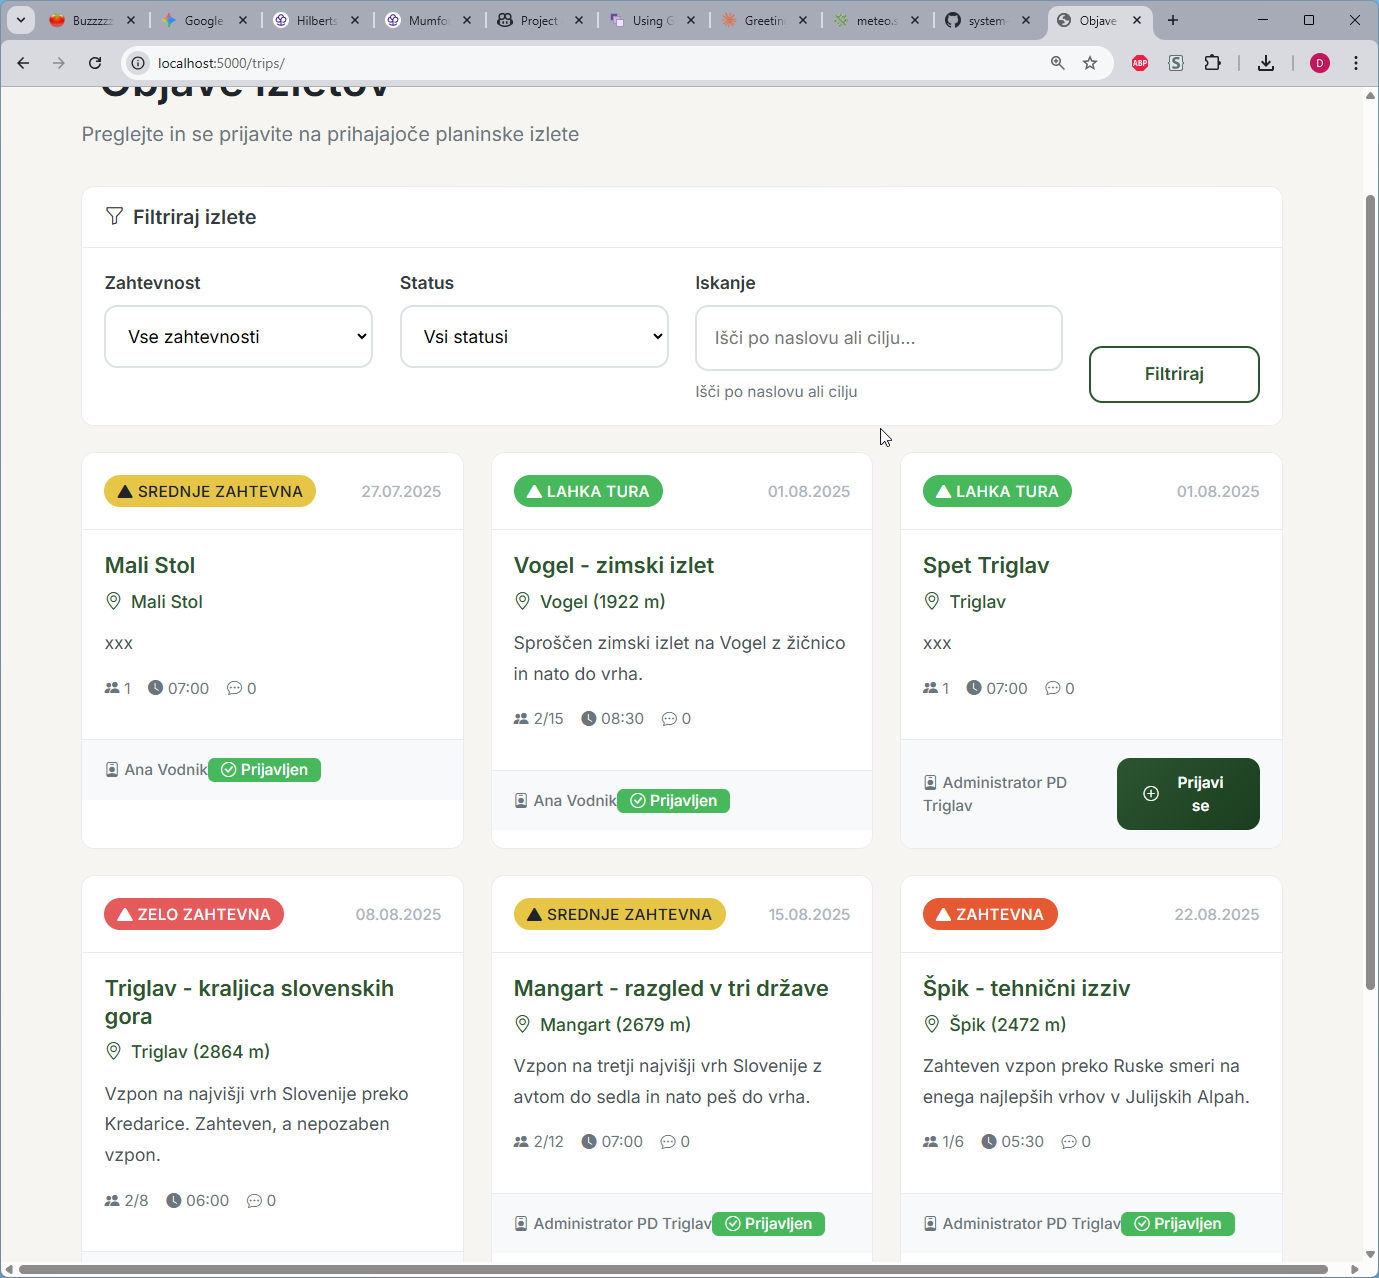 Buzzzz
Google
Hilberts
Mumfo
Project
Using G
Greetin
meteo.s
system-
Objave
localhost:5000/trips/
ABP
S
D
Objave izletov
Preglejte in se prijavite na prihajajoče planinske izlete
Filtriraj izlete
Zahtevnost
Status
Iskanje
Vse zahtevnosti
Vsi statusi
Išči po naslovu ali cilju...
Išči po naslovu ali cilju
Filtriraj
SREDNJE ZAHTEVNA
27.07.2025
Mali Stol
Mali Stol
xxx
1 07:00 0
Ana Vodnik Prijavljen
LAHKA TURA
01.08.2025
Vogel - zimski izlet
Vogel (1922 m)
Sproščen zimski izlet na Vogel z žičnico
in nato do vrha.
2/15 08:30 0
Ana Vodnik Prijavljen
LAHKA TURA
01.08.2025
Spet Triglav
Triglav
xxx
1 07:00 0
Administrator PD
Triglav
Prijavi
se
ZELO ZAHTEVNA
08.08.2025
Triglav - kraljica slovenskih
gora
Triglav (2864 m)
Vzpon na najvišji vrh Slovenije preko
Kredarice. Zahteven, a nepozaben
vzpon.
2/8 06:00 0
SREDNJE ZAHTEVNA
15.08.2025
Mangart - razgled v tri države
Mangart (2679 m)
Vzpon na tretji najvišji vrh Slovenije z
avtom do sedla in nato peš do vrha.
2/12 07:00 0
Administrator PD Triglav Prijavljen
ZAHTEVNA
22.08.2025
Špik - tehnični izziv
Špik (2472 m)
Zahteven vzpon preko Ruske smeri na
enega najlepših vrhov v Julijskih Alpah.
1/6 05:30 0
Administrator PD Triglav Prijavljen